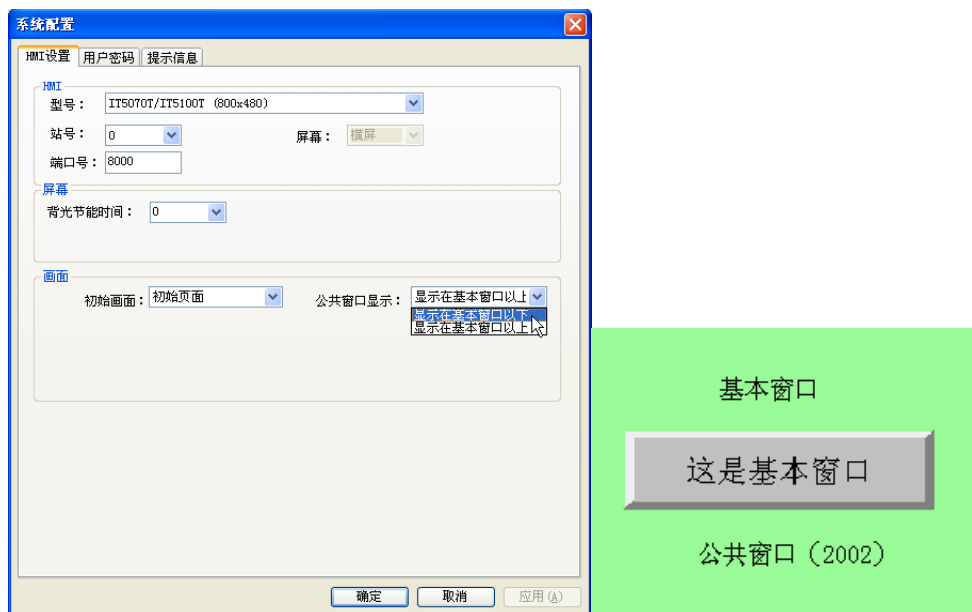 系统配置
HMI设置 用户密码 提示信息
HMI
型号： IT5070T/IT5100T (800x480)
站号： 0 屏幕： 横屏
端口号： 8000
屏幕
背光节能时间： 0
画面
初始画面： 初始页面 公共窗口显示： 显示在基本窗口以上
显示在基本窗口以下
显示在基本窗口以上
确定 取消 应用(A)
基本窗口
这是基本窗口
公共窗口（2002）